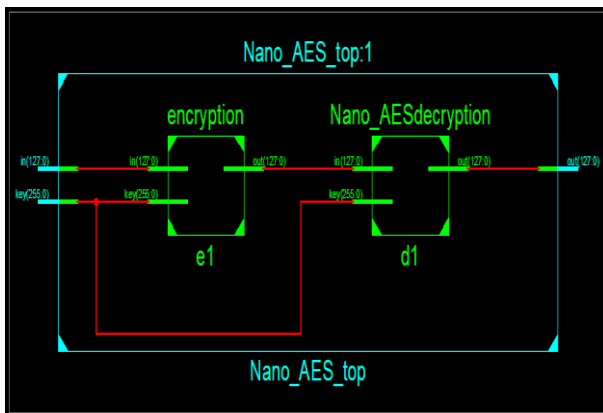 Nano_AES_top:1
encryption Nano_AESdecryption
in(127:0) in(127:0) out(127:0) in(127:0) out(127:0) out(127:0)
key(255:0) key(255:0) key(255:0)
e1 d1
Nano_AES_top